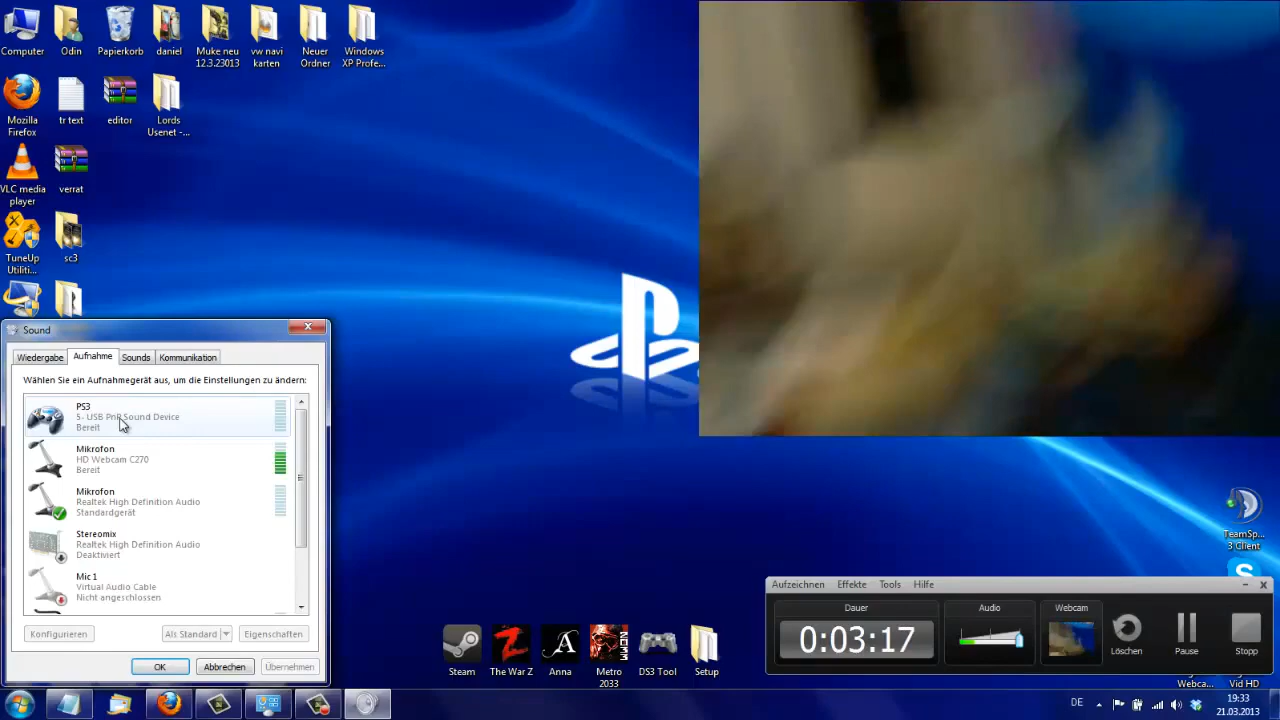 Computer
Odin
Papierkorb
daniel
Muke neu
12.3.23013
vw navi
karten
Neuer
Ordner
Windows
XP Profe...
Mozilla
Firefox
tr text
editor
Lords
Usenet -...
VLC media
player
verrat
TuneUp
Utiliti...
sc3
Sound
Wiedergabe
Aufnahme
Sounds
Kommunikation
Wählen Sie ein Aufnahmegerät aus, um die Einstellungen zu ändern:
PS3
5- USB PnP Sound Device
Bereit
Mikrofon
HD Webcam C270
Bereit
Mikrofon
Realtek High Definition Audio
Standardgerät
Stereomix
Realtek High Definition Audio
Deaktiviert
Mic 1
Virtual Audio Cable
Nicht angeschlossen
Konfigurieren
Als Standard
Eigenschaften
OK
Abbrechen
Übernehmen
TeamSp...
3 Client
Aufzeichnen
Effekte
Tools
Hilfe
Dauer
0:03:17
Audio
Webcam
Löschen
Pause
Stopp
Steam
The War Z
Anna
Metro
2033
DS3 Tool
Setup
Webca...
Vid HD
DE
19:33
21.03.2013